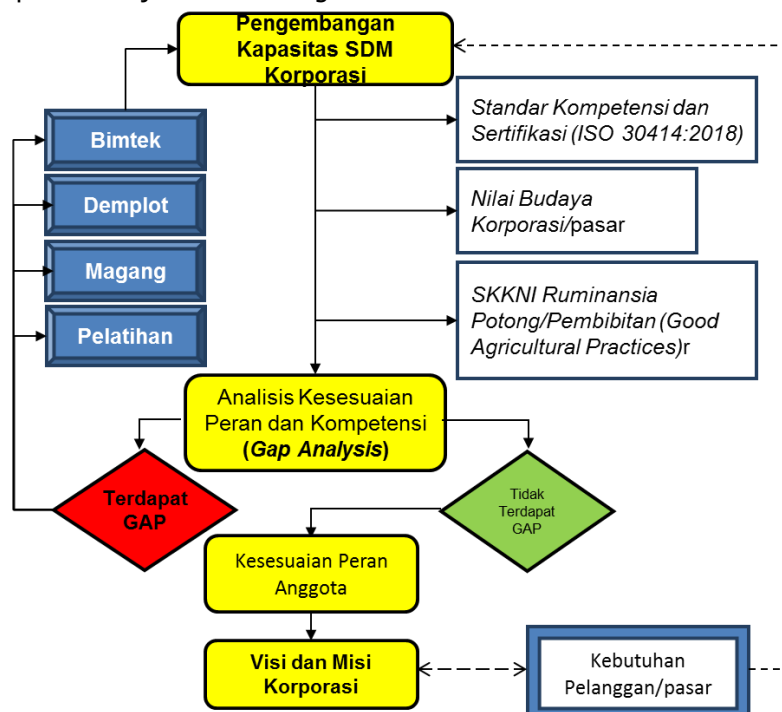 Pengembangan
Kapasitas SDM
Korporasi
Standar Kompetensi dan
Sertifikasi (ISO 30414:2018)
Bimtek
Nilai Budaya
Korporasi/pasar
Demplot
Magang
SKKNI Ruminansia
Potong/Pembibitan (Good
Agricultural Practices)r
Pelatihan
Analisis Kesesuaian
Peran dan Kompetensi
(Gap Analysis)
Terdapat
GAP
Tidak
Terdapat
GAP
Kesesuaian Peran
Anggota
Visi dan Misi
Korporasi
Kebutuhan
Pelanggan/pasar